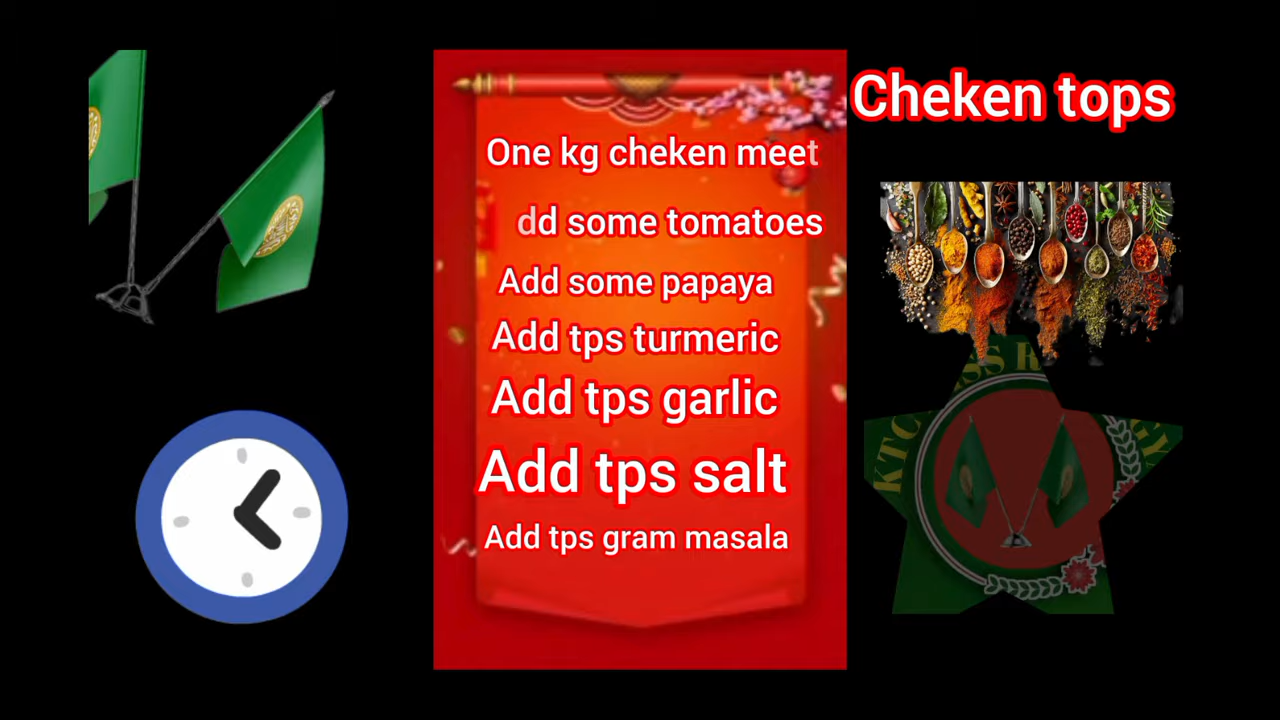 Cheken tops
One kg cheken meet
dd some tomatoes
Add some papaya
Add tps turmeric
Add tps garlic
Add tps salt
Add tps gram masala
KTC